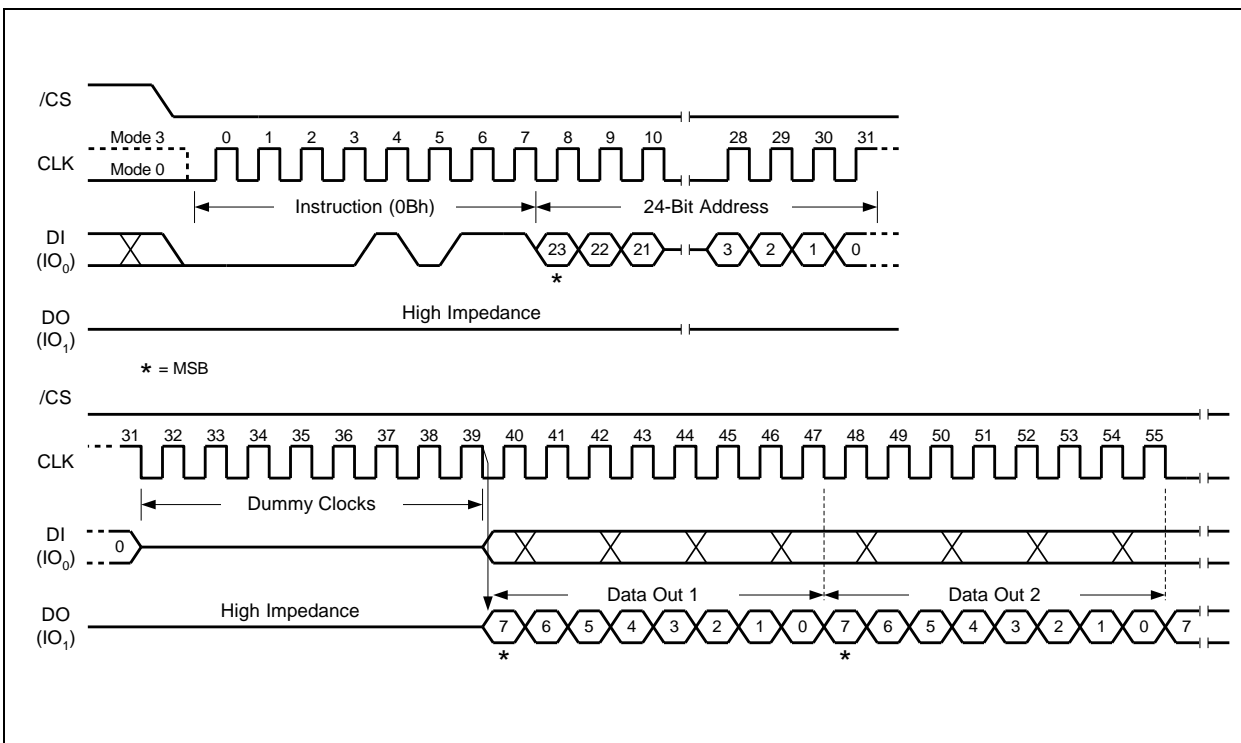 /CS
Mode 3 0 1 2 3 4 5 6 7 8 9 10 28 29 30 31
CLK Mode 0
Instruction (0Bh) 24-Bit Address
DI
(IO0) 23 22 21 3 2 1 0
*
High Impedance
DO
(IO1)
* = MSB
/CS
31 32 33 34 35 36 37 38 39 40 41 42 43 44 45 46 47 48 49 50 51 52 53 54 55
CLK
Dummy Clocks
DI
(IO0) 0
High Impedance Data Out 1 Data Out 2
DO
(IO1) 7 6 5 4 3 2 1 0 7 6 5 4 3 2 1 0 7
* *